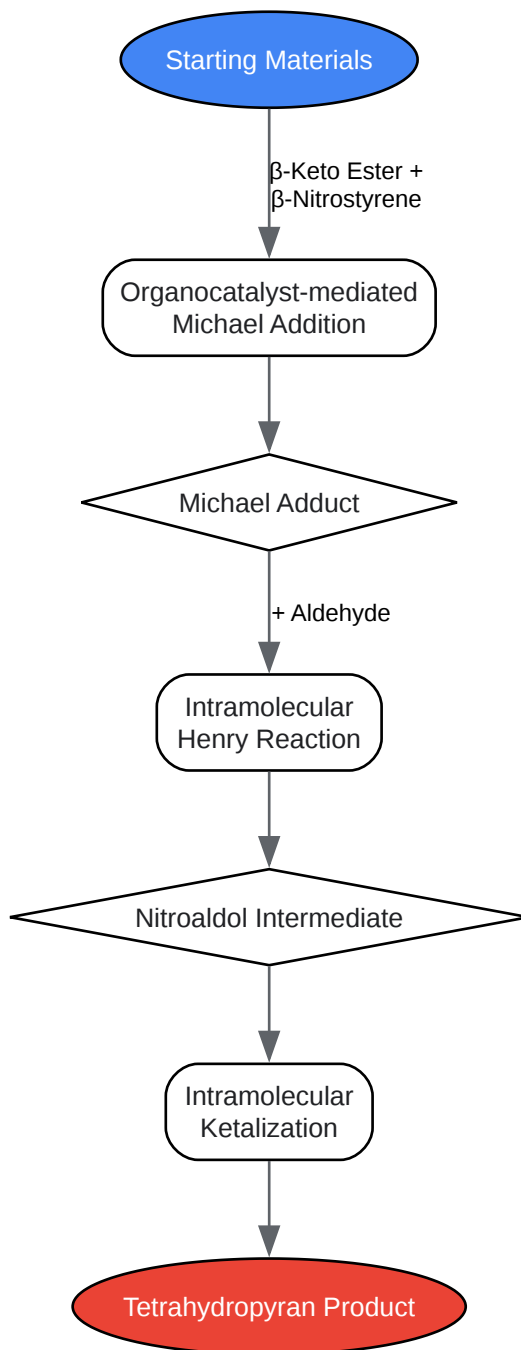 Starting Materials
β-Keto Ester +
β-Nitrostyrene
Organocatalyst-mediated
Michael Addition
Michael Adduct
+ Aldehyde
Intramolecular
Henry Reaction
Nitroaldol Intermediate
Intramolecular
Ketalization
Tetrahydropyran Product